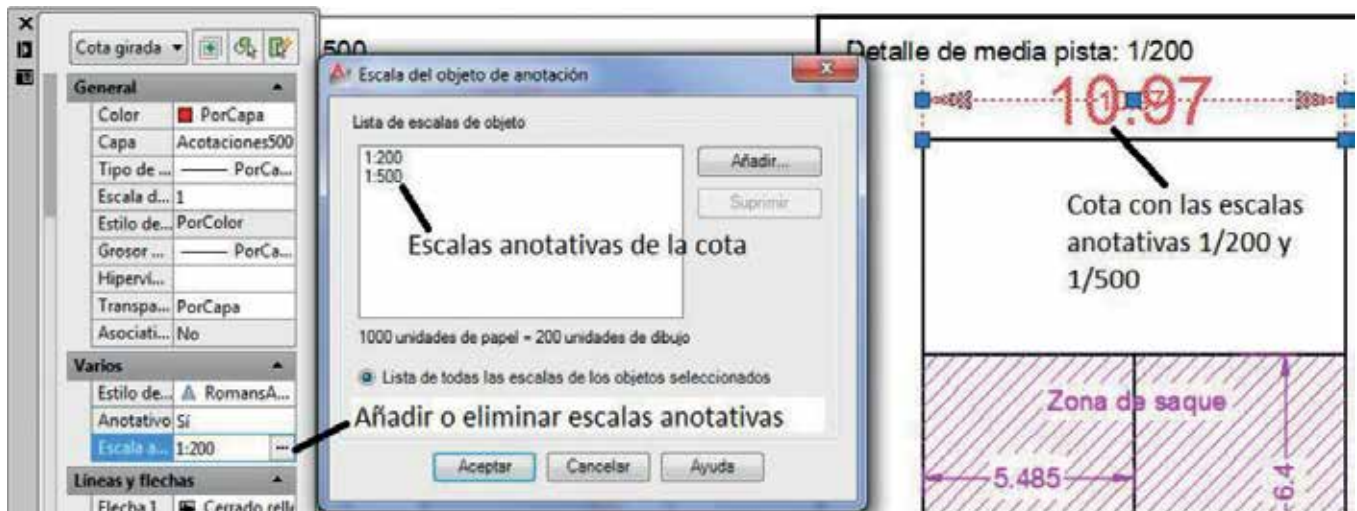 Cota girada
General
Color PorCapa
Capa Acotaciones500
Tipo de ... PorCa...
Escala d... 1
Estilo de... PorColor
Grosor ... PorCa...
Hipervi...
Transpa... PorCapa
Asociati... No
Varios
Estilo de... RomansA...
Anotativo Sí
Escala a... 1:200 ...
Líneas y flechas
Flecha 1 Cerrado relle
500
Escala del objeto de anotación
Lista de escalas de objeto
1:200
1:500
Añadir...
Suprimir
Escalas anotativas de la cota
1000 unidades de papel = 200 unidades de dibujo
Lista de todas las escalas de los objetos seleccionados
Añadir o eliminar escalas anotativas
Aceptar Cancelar Ayuda
Detalle de media pista: 1/200
10.97
Cota con las escalas
anotativas 1/200 y
1/500
Zona de saque
5.485
6.4